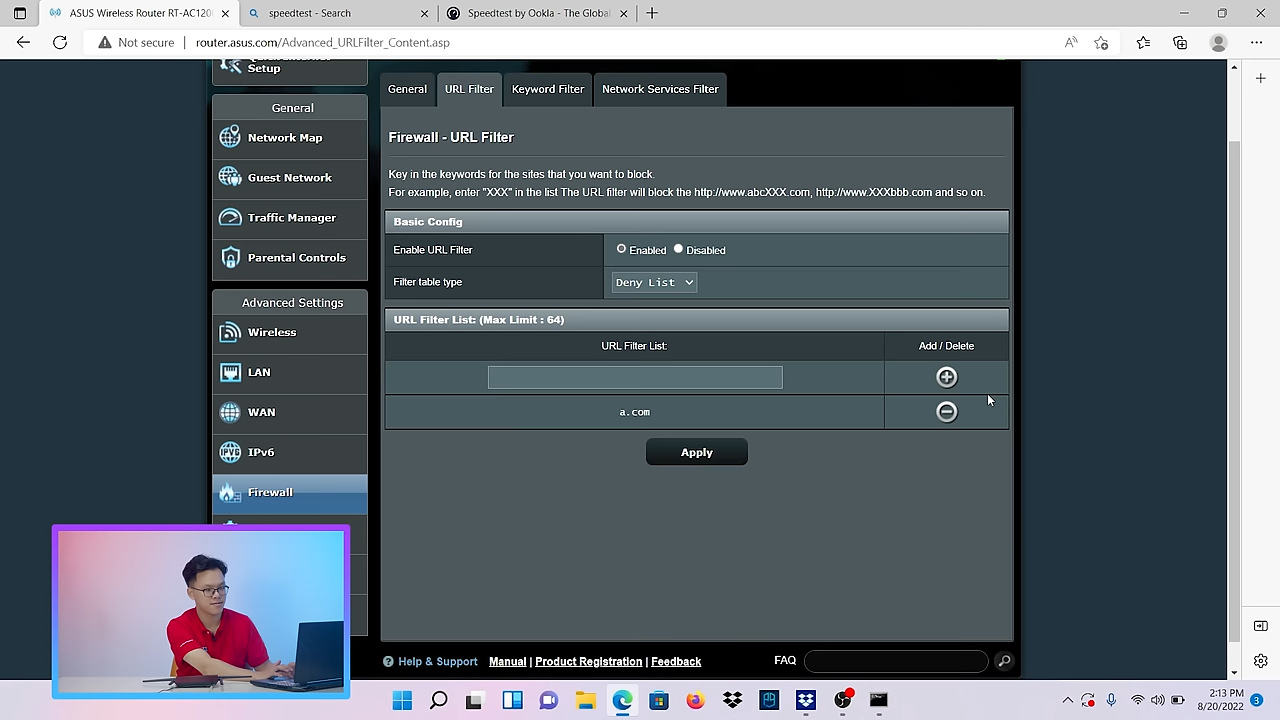 ASUS Wireless Router RT-AC120
speedtest - Search
Speedtest by Ookla - The Global
Not secure
router.asus.com/Advanced_URLFilter_Content.asp
Setup
General
Network Map
Guest Network
Traffic Manager
Parental Controls
Advanced Settings
Wireless
LAN
WAN
IPv6
Firewall
General
URL Filter
Keyword Filter
Network Services Filter
Firewall - URL Filter
Key in the keywords for the sites that you want to block.
For example, enter "XXX" in the list The URL filter will block the http://www.abcXXX.com, http://www.XXXbbb.com and so on.
Basic Config
Enable URL Filter
Enabled Disabled
Filter table type
Deny List
URL Filter List: (Max Limit : 64)
URL Filter List:
Add / Delete
a.com
Apply
Help & Support
Manual | Product Registration | Feedback
FAQ
2:13 PM
8/20/2022
3